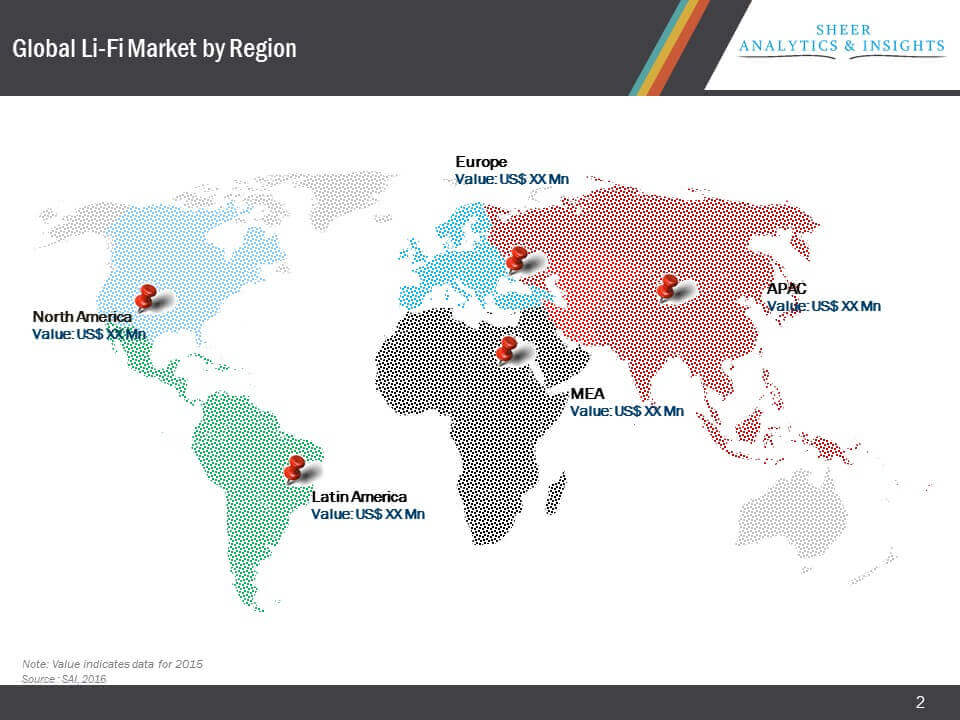 Global Li-Fi Market by Region
SHEER
ANALYTICS & INSIGHTS
Europe
Value: US$ XX Mn
APAC
Value: US$ XX Mn
North America
Value: US$ XX Mn
MEA
Value: US$ XX Mn
Latin America
Value: US$ XX Mn
Note: Value indicates data for 2015
Source : SAI, 2016
2